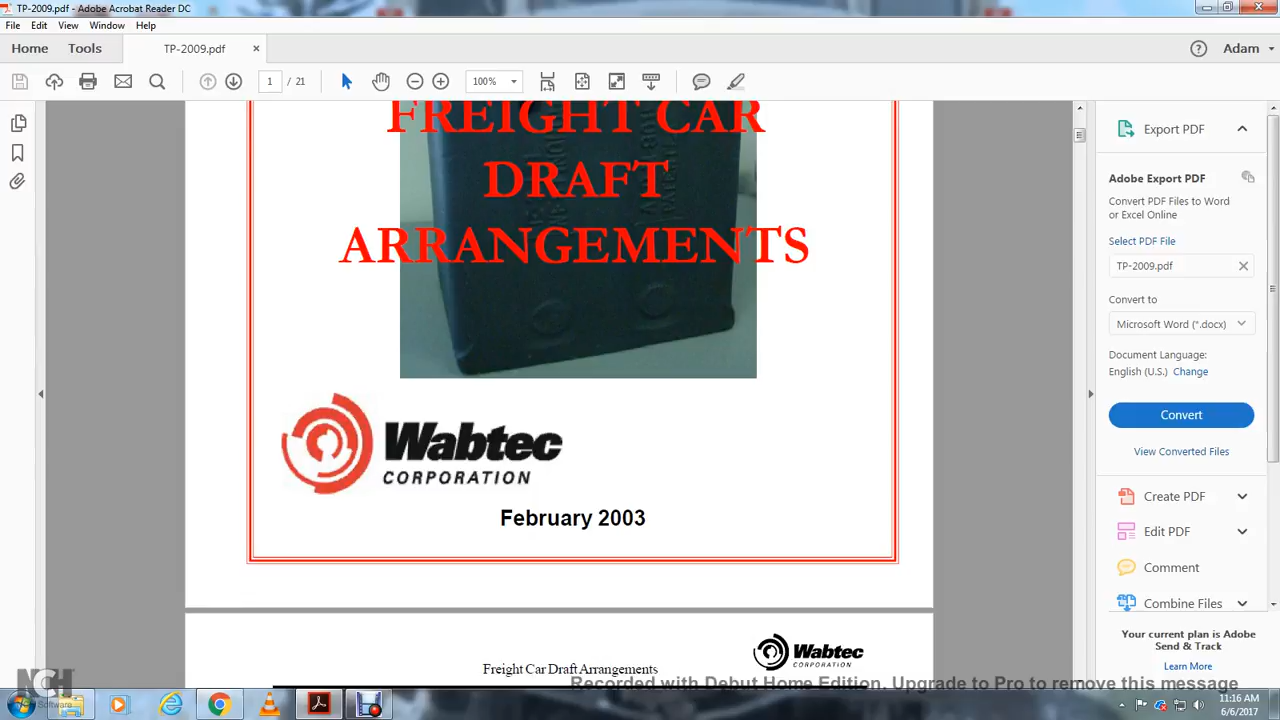 TP-2009.pdf - Adobe Acrobat Reader DC
File Edit View Window Help
Home Tools TP-2009.pdf × Adam
1 / 21 100%
FREIGHT CAR
DRAFT
ARRANGEMENTS
Wabtec
CORPORATION
February 2003
Freight Car Draft Arrangements
Wabtec
CORPORATION
Export PDF
Adobe Export PDF
Convert PDF Files to Word
or Excel Online
Select PDF File
TP-2009.pdf
Convert to
Microsoft Word (*.docx)
Document Language:
English (U.S.) Change
Convert
View Converted Files
Create PDF
Edit PDF
Comment
Combine Files
Your current plan is Adobe
Send & Track
Learn More
Recorded with Debut Home Edition. Upgrade to Pro to remove this message
NCH
Software
11:16 AM
6/6/2017